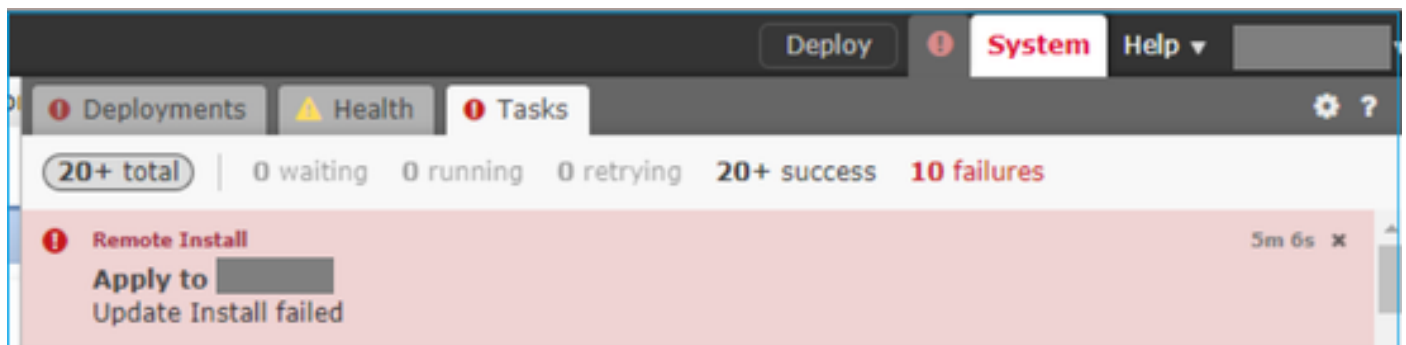 Deploy System Help
Deployments Health Tasks ?
20+ total 0 waiting 0 running 0 retrying 20+ success 10 failures
Remote Install 5m 6s
Apply to
Update Install failed